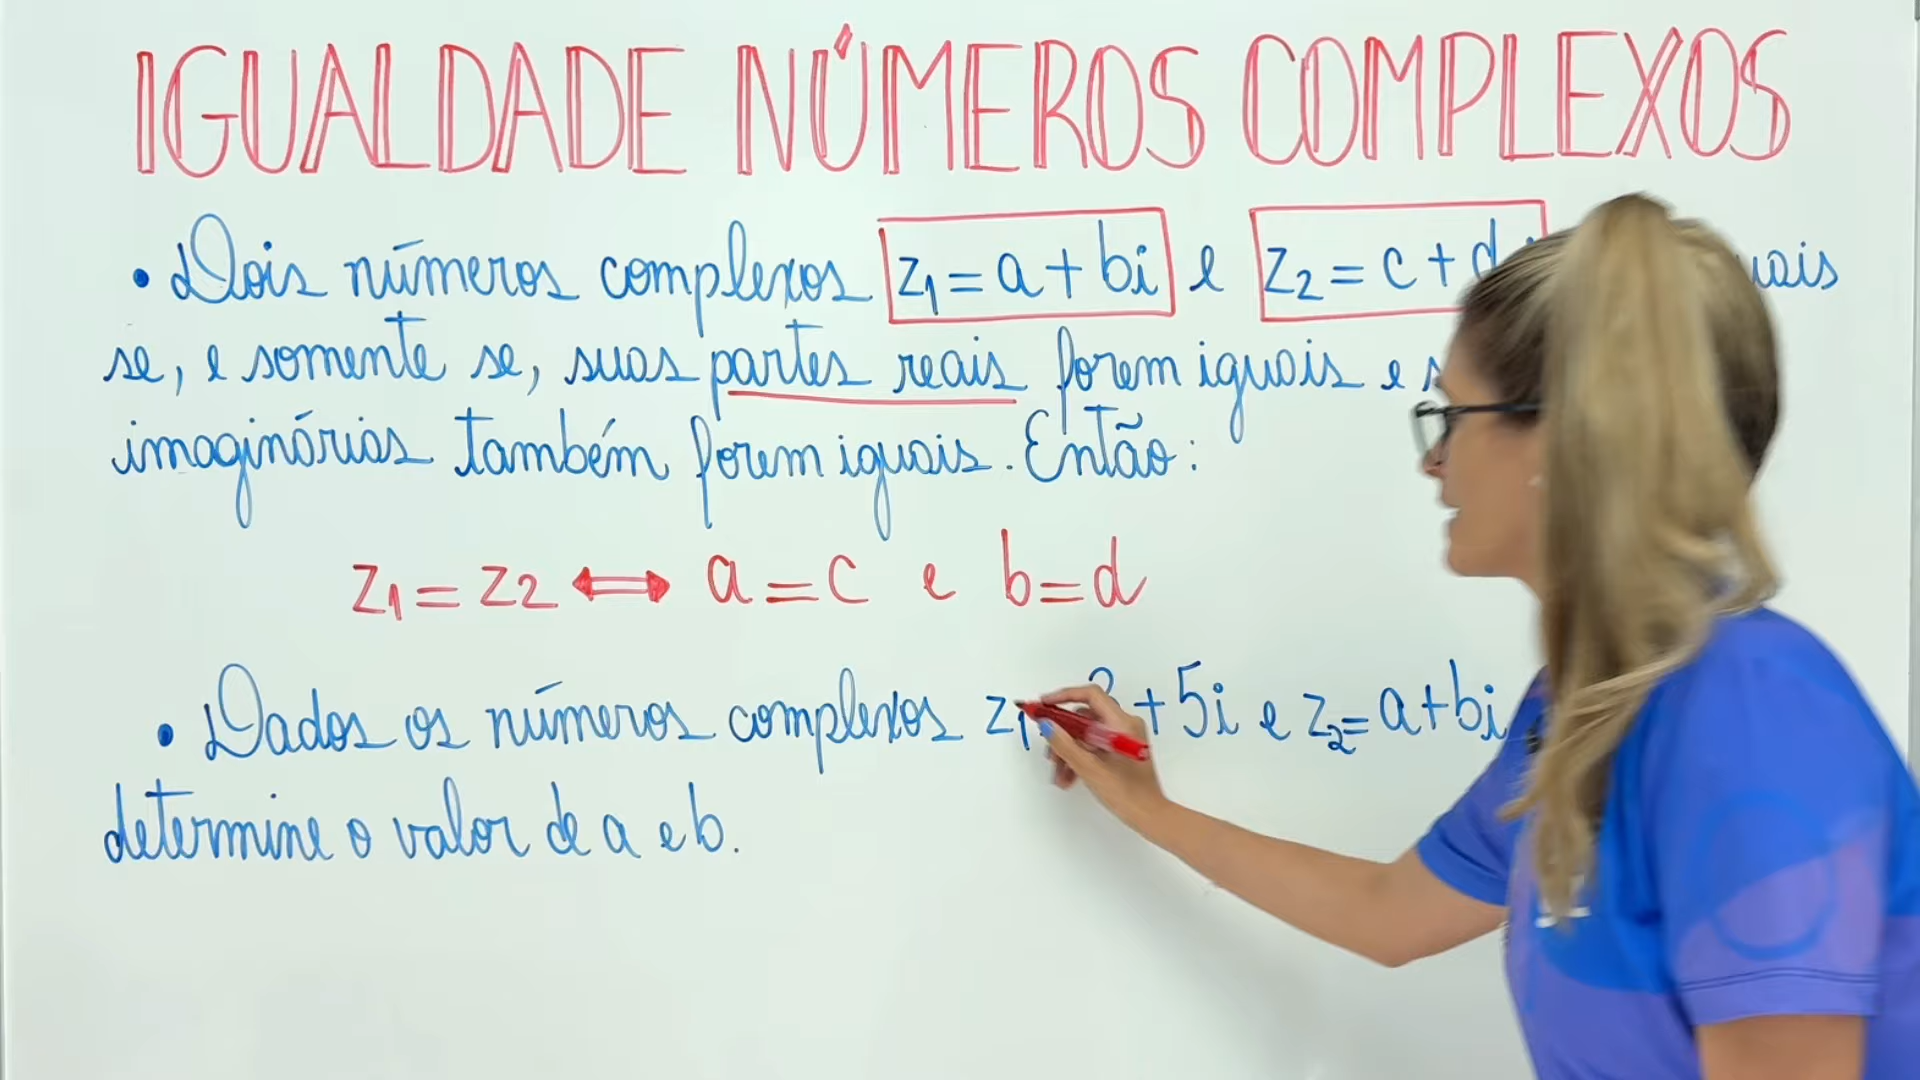 IGUALDADE NÚMEROS COMPLEXOS
• Dois números complexos z1 = a + bi e z2 = c + d
se, e somente se, suas partes reais forem iguais e
imaginárias também forem iguais. Então:
z1 = z2 ⟷ a = c e b = d
• Dados os números complexos z1 + 5i e z2 = a + bi
determine o valor de a e b.